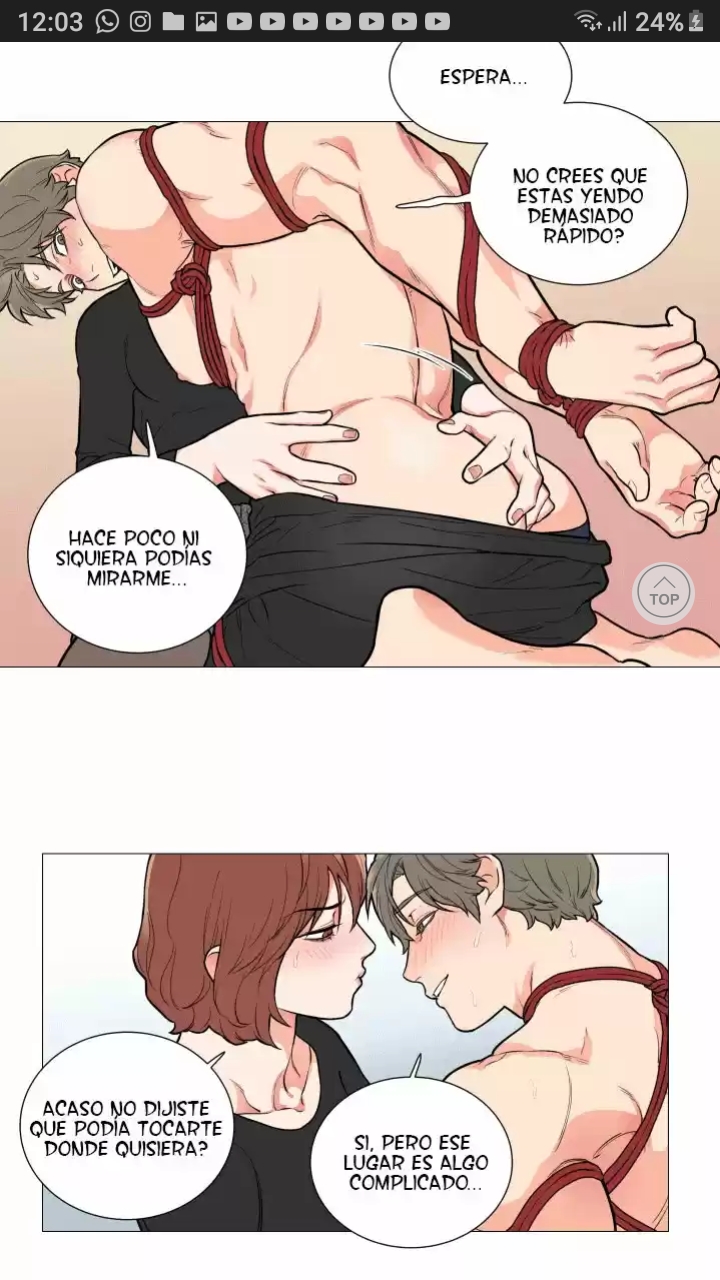 12:03
24%
ESPERA...
NO CREES QUE
ESTAS YENDO
DEMASIADO
RÁPIDO?
HACE POCO NI
SIQUIERA PODÍAS
MIRARME...
TOP
ACASO NO DIJISTE
QUE PODÍA TOCARTE
DONDE QUISIERA?
SI, PERO ESE
LUGAR ES ALGO
COMPLICADO...